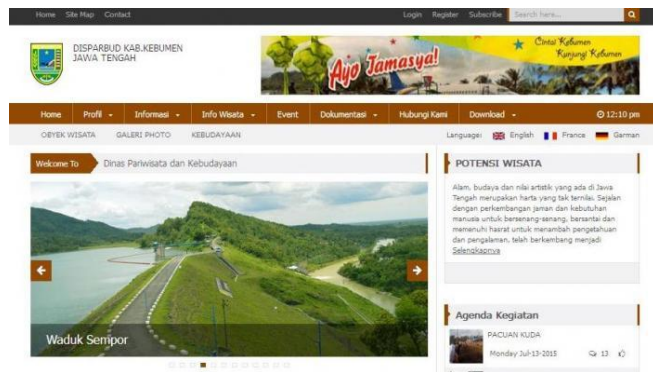 Home Site Map Contact
Login Register Subscribe Search here...
DISPARBUD KAB.KEBUMEN
JAWA TENGAH
Ayo Tamasya!
Cintai Kebumen
Kunjungi Kebumen
Home Profil Informasi Info Wisata Event Dokumentasi Hubungi Kami Download 12:10 pm
OBYEK WISATA GALERI PHOTO KEBUDAYAAN
Language: English France German
Welcome To Dinas Pariwisata dan Kebudayaan
Waduk Sempor
POTENSI WISATA
Alam, budaya dan nilai artistik yang ada di Jawa
Tengah merupakan harta yang tak ternilai. Sejalan
dengan perkembangan jaman dan kebutuhan
manusia untuk bersenang-senang, bersantai dan
memenuhi hasrat untuk menambah pengetahuan
dan pengalaman, telah berkembang menjadi
Selengkapnya
Agenda Kegiatan
PACUAN KUDA
Monday Jul-13-2015 13